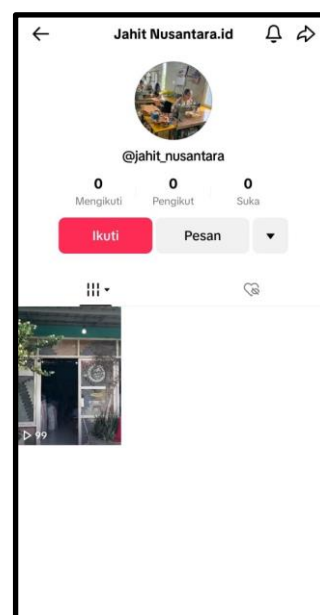 Jahit Nusantara.id
@jahit_nusantara
0 0 0
Mengikuti Pengikut Suka
Ikuti Pesan
99